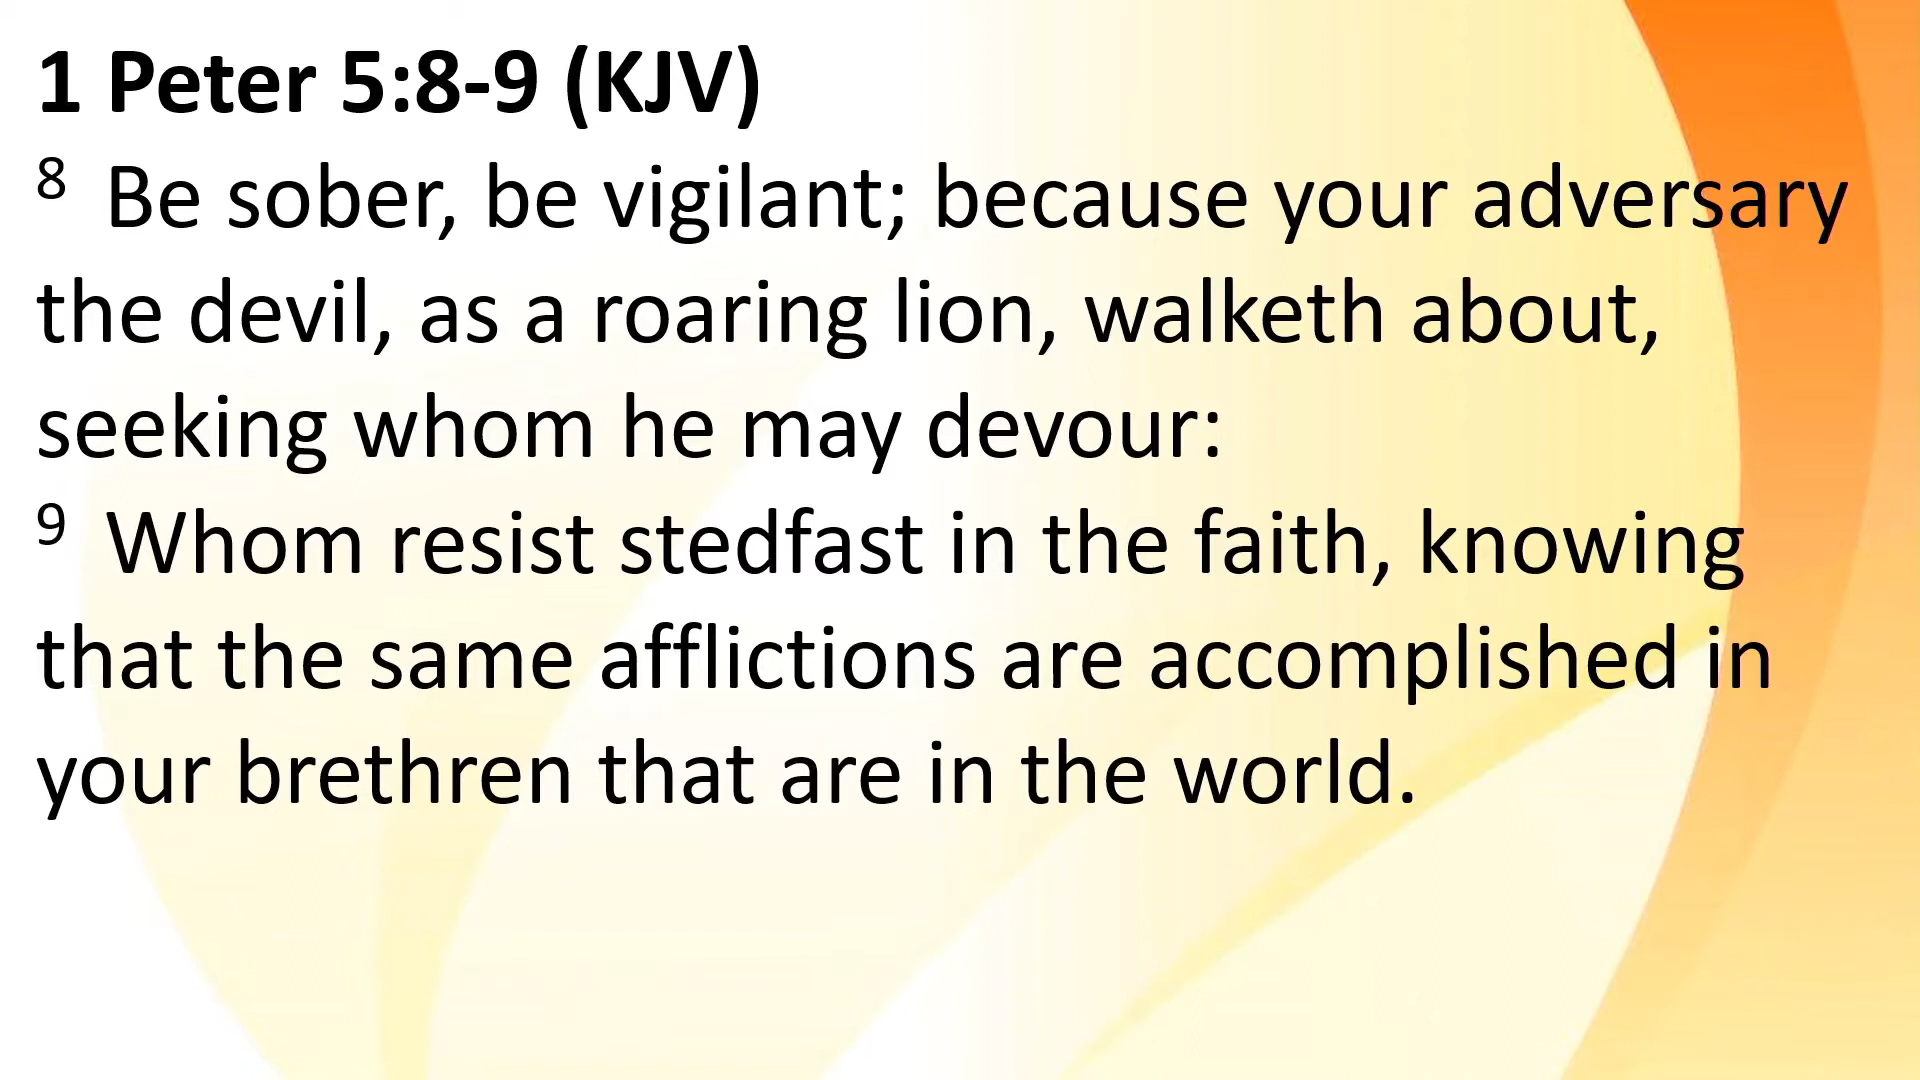 1 Peter 5:8-9 (KJV)
8 Be sober, be vigilant; because your adversary
the devil, as a roaring lion, walketh about,
seeking whom he may devour:
9 Whom resist stedfast in the faith, knowing
that the same afflictions are accomplished in
your brethren that are in the world.